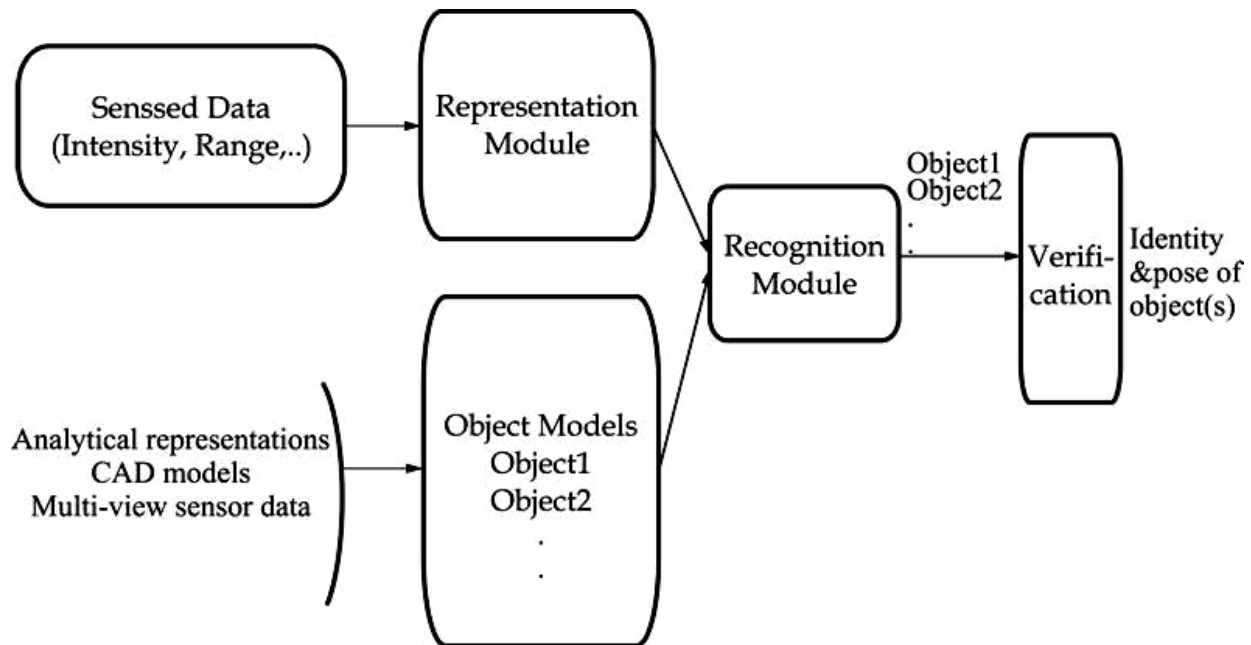 Senssed Data
(Intensity, Range,..)
Representation
Module
Object1
Object2
.
.
Recognition
Module
Verifi-
cation
Identity
&pose of
object(s)
Analytical representations
CAD models
Multi-view sensor data
Object Models
Object1
Object2
.
.